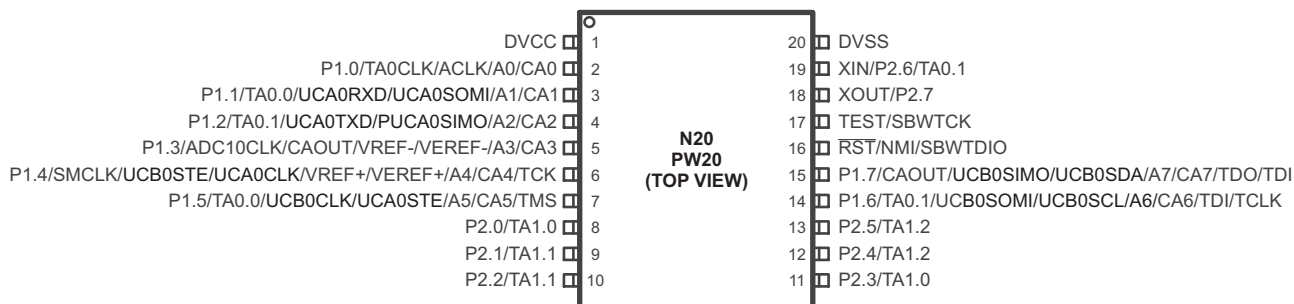 DVCC 1 20 DVSS
P1.0/TA0CLK/ACLK/A0/CA0 2 19 XIN/P2.6/TA0.1
P1.1/TA0.0/UCA0RXD/UCA0SOMI/A1/CA1 3 18 XOUT/P2.7
P1.2/TA0.1/UCA0TXD/PUCA0SIMO/A2/CA2 4 17 TEST/SBWTCK
P1.3/ADC10CLK/CAOUT/VREF-/VEREF-/A3/CA3 5 16 RST/NMI/SBWTDIO
P1.4/SMCLK/UCB0STE/UCA0CLK/VREF+/VEREF+/A4/CA4/TCK 6 15 P1.7/CAOUT/UCB0SIMO/UCB0SDA/A7/CA7/TDO/TDI
P1.5/TA0.0/UCB0CLK/UCA0STE/A5/CA5/TMS 7 14 P1.6/TA0.1/UCB0SOMI/UCB0SCL/A6/CA6/TDI/TCLK
P2.0/TA1.0 8 13 P2.5/TA1.2
P2.1/TA1.1 9 12 P2.4/TA1.2
P2.2/TA1.1 10 11 P2.3/TA1.0
N20
PW20
(TOP VIEW)